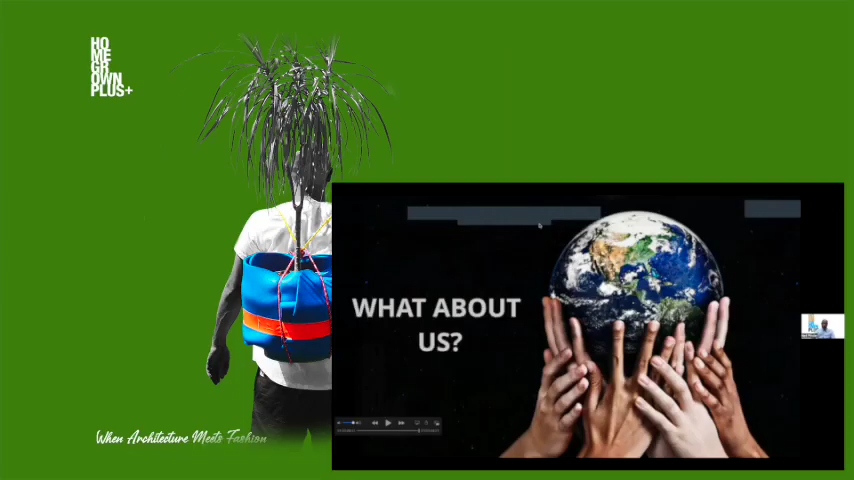 HO
ME
GR
OWN
PLUS+
WHAT ABOUT
US?
When Architecture Meets Fashion